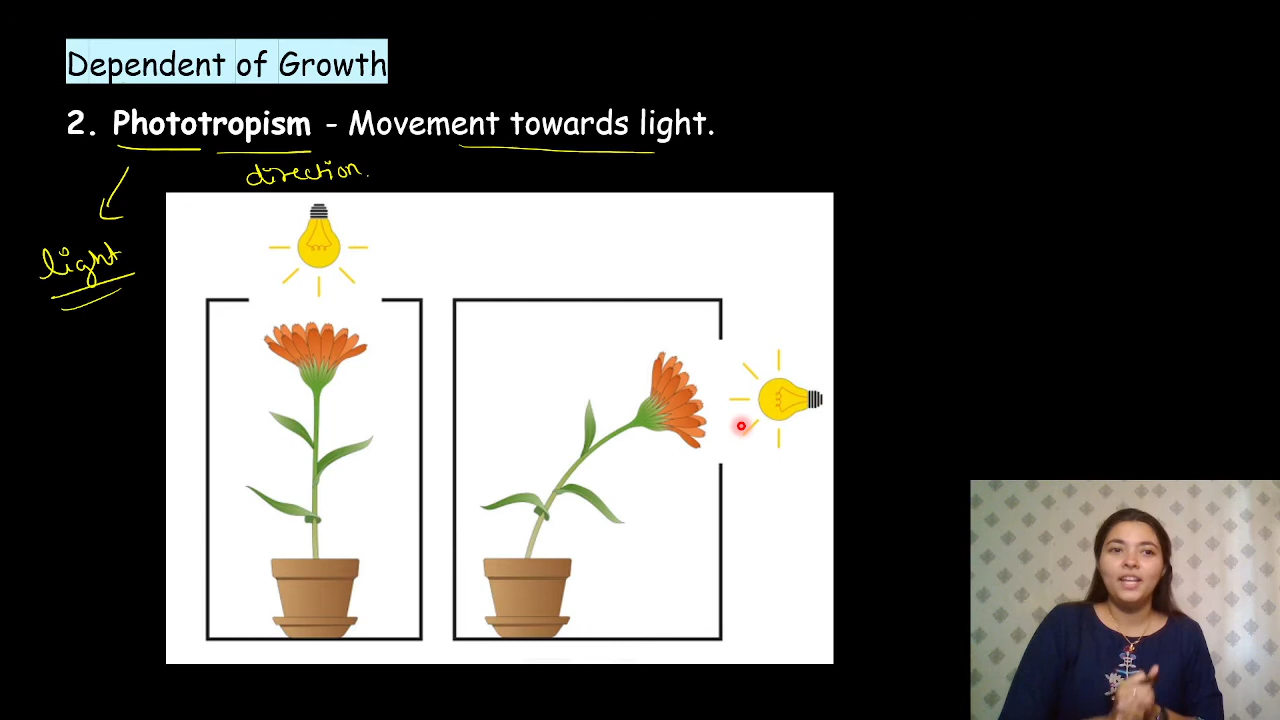 Dependent of Growth
2. Phototropism - Movement towards light.
direction.
light